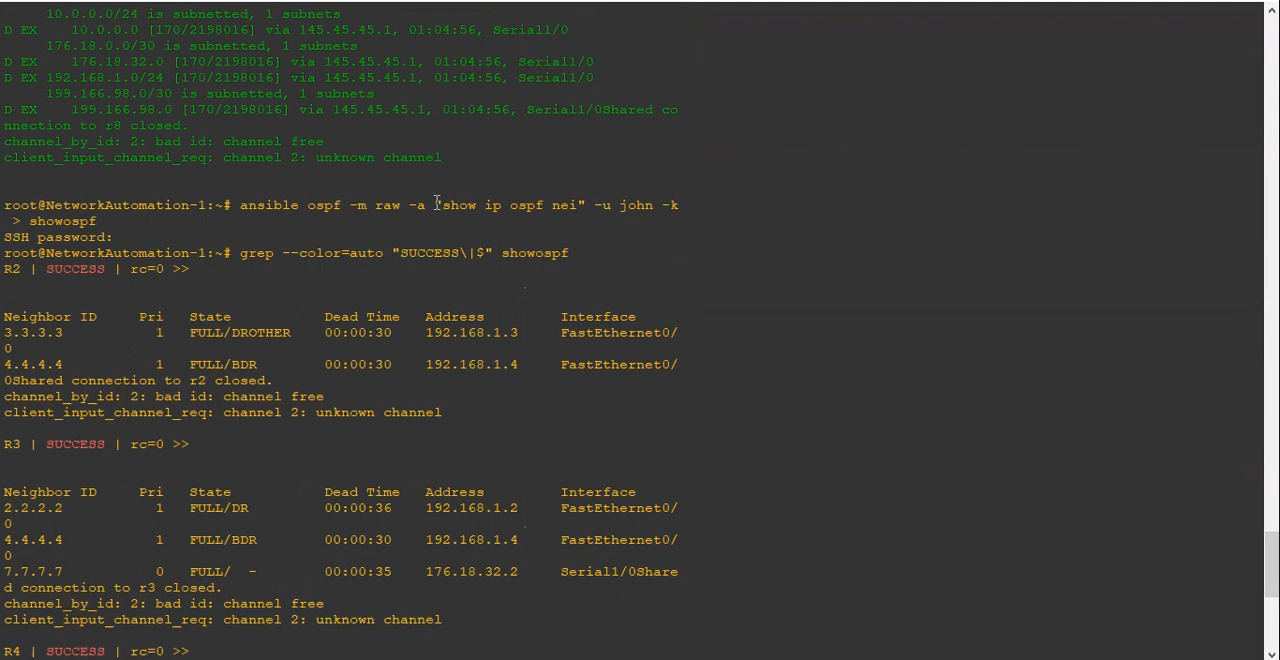 10.0.0.0/24 is subnetted, 1 subnets
D EX    10.0.0.0 [170/2198016] via 145.45.45.1, 01:04:56, Serial1/0
176.18.0.0/30 is subnetted, 1 subnets
D EX    176.18.32.0 [170/2198016] via 145.45.45.1, 01:04:56, Serial1/0
D EX 192.168.1.0/24 [170/2198016] via 145.45.45.1, 01:04:56, Serial1/0
199.166.98.0/30 is subnetted, 1 subnets
D EX    199.166.98.0 [170/2198016] via 145.45.45.1, 01:04:56, Serial1/0Shared co
nnection to r8 closed.
channel_by_id: 2: bad id: channel free
client_input_channel_req: channel 2: unknown channel
root@NetworkAutomation-1:~# ansible ospf -m raw -a "show ip ospf nei" -u john -k
 > showospf
SSH password:
root@NetworkAutomation-1:~# grep --color=auto "SUCCESS\|$" showospf
R2 | SUCCESS | rc=0 >>
Neighbor ID     Pri   State           Dead Time   Address         Interface
3.3.3.3           1   FULL/DROTHER    00:00:30    192.168.1.3     FastEthernet0/
0
4.4.4.4           1   FULL/BDR        00:00:30    192.168.1.4     FastEthernet0/
0Shared connection to r2 closed.
channel_by_id: 2: bad id: channel free
client_input_channel_req: channel 2: unknown channel
R3 | SUCCESS | rc=0 >>
Neighbor ID     Pri   State           Dead Time   Address         Interface
2.2.2.2           1   FULL/DR         00:00:36    192.168.1.2     FastEthernet0/
0
4.4.4.4           1   FULL/BDR        00:00:30    192.168.1.4     FastEthernet0/
0
7.7.7.7           0   FULL/  -        00:00:35    176.18.32.2     Serial1/0Share
d connection to r3 closed.
channel_by_id: 2: bad id: channel free
client_input_channel_req: channel 2: unknown channel
R4 | SUCCESS | rc=0 >>